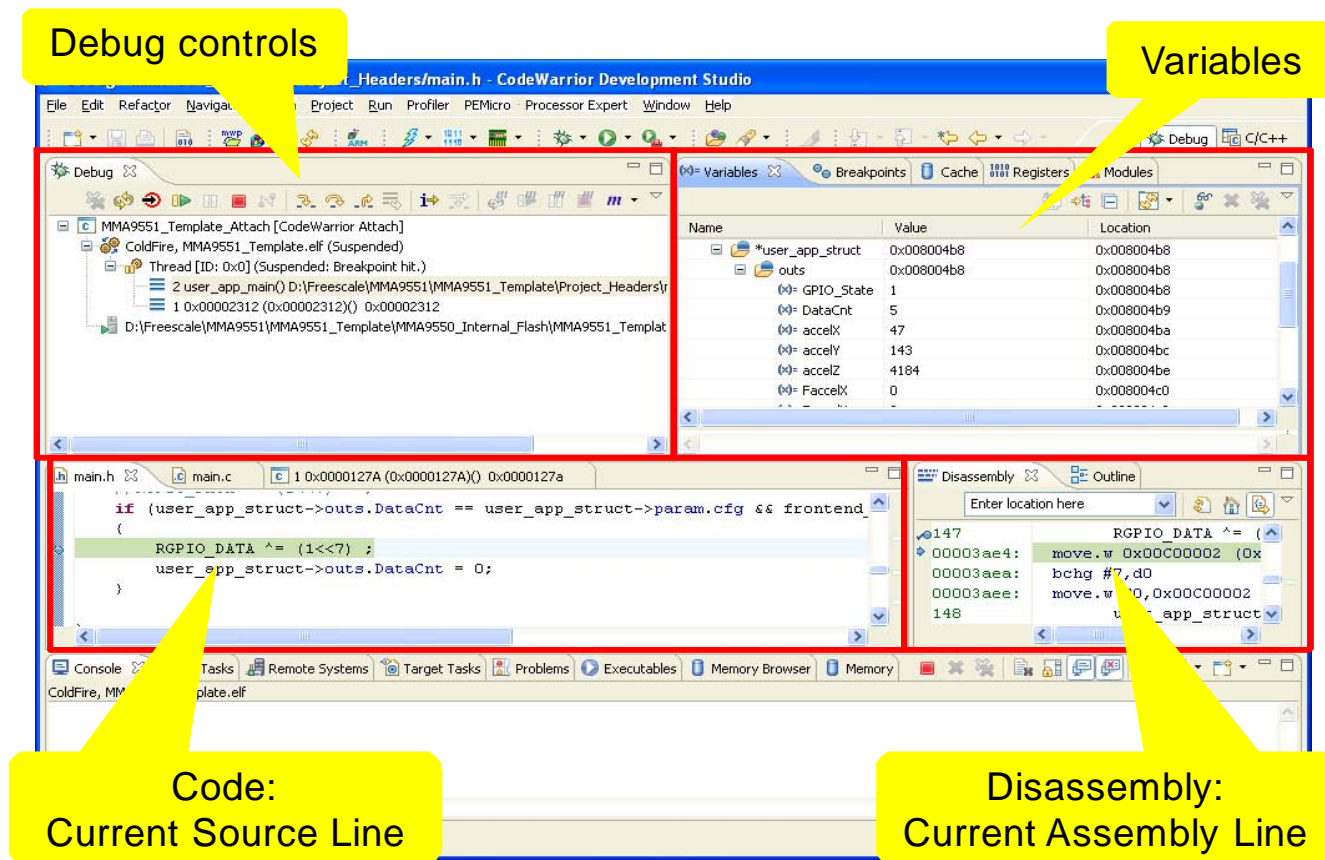 Debug controls
Variables
_Headers/main.h - CodeWarrior Development Studio
File Edit Refactor Project Run Profiler PEMicro Processor Expert Window Help
Debug C/C++
Debug
Variables Breakpoints Cache Registers Modules
MMA9551_Template_Attach [CodeWarrior Attach]
ColdFire, MMA9551_Template.elf (Suspended)
Thread [ID: 0x0] (Suspended: Breakpoint hit.)
2 user_app_main() D:\Freescale\MMA9551\MMA9551_Template\Project_Headers\
1 0x00002312 (0x00002312)() 0x00002312
D:\Freescale\MMA9551\MMA9551_Template\MMA9550_Internal_Flash\MMA9551_Templat
Name Value Location
*user_app_struct 0x008004b8 0x008004b8
outs 0x008004b8 0x008004b8
(x)= GPIO_State 1 0x008004b8
(x)= DataCnt 5 0x008004b9
(x)= accelX 47 0x008004ba
(x)= accelY 143 0x008004bc
(x)= accelZ 4184 0x008004be
(x)= FaccelX 0 0x008004c0
main.h main.c 1 0x0000127A (0x0000127A)() 0x0000127a
if (user_app_struct->outs.DataCnt == user_app_struct->param.cfg && frontend_
{
RGPIO_DATA ^= (1<<7) ;
user_app_struct->outs.DataCnt = 0;
}
Disassembly Outline
Enter location here
147 RGPIO_DATA ^= (
00003ae4: move.w 0x00C00002 (0x
00003aea: bchg #7,d0
00003aee: move.w d0,0x00C00002
148
Console Tasks Remote Systems Target Tasks Problems Executables Memory Browser Memory
ColdFire, plate.elf
Code:
Current Source Line
Disassembly:
Current Assembly Line